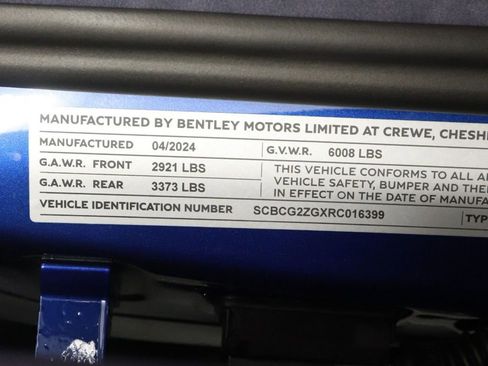 MANUFACTURED BY BENTLEY MOTORS LIMITED AT CREWE, CHESH
MANUFACTURED 04/2024 G.V.W.R. 6008 LBS
G.A.W.R. FRONT 2921 LBS
THIS VEHICLE CONFORMS TO ALL AP
G.A.W.R. REAR 3373 LBS
VEHICLE SAFETY, BUMPER AND THE
IN EFFECT ON THE DATE OF MANUFA
VEHICLE IDENTIFICATION NUMBER SCBCG2ZGXRC016399 TYP